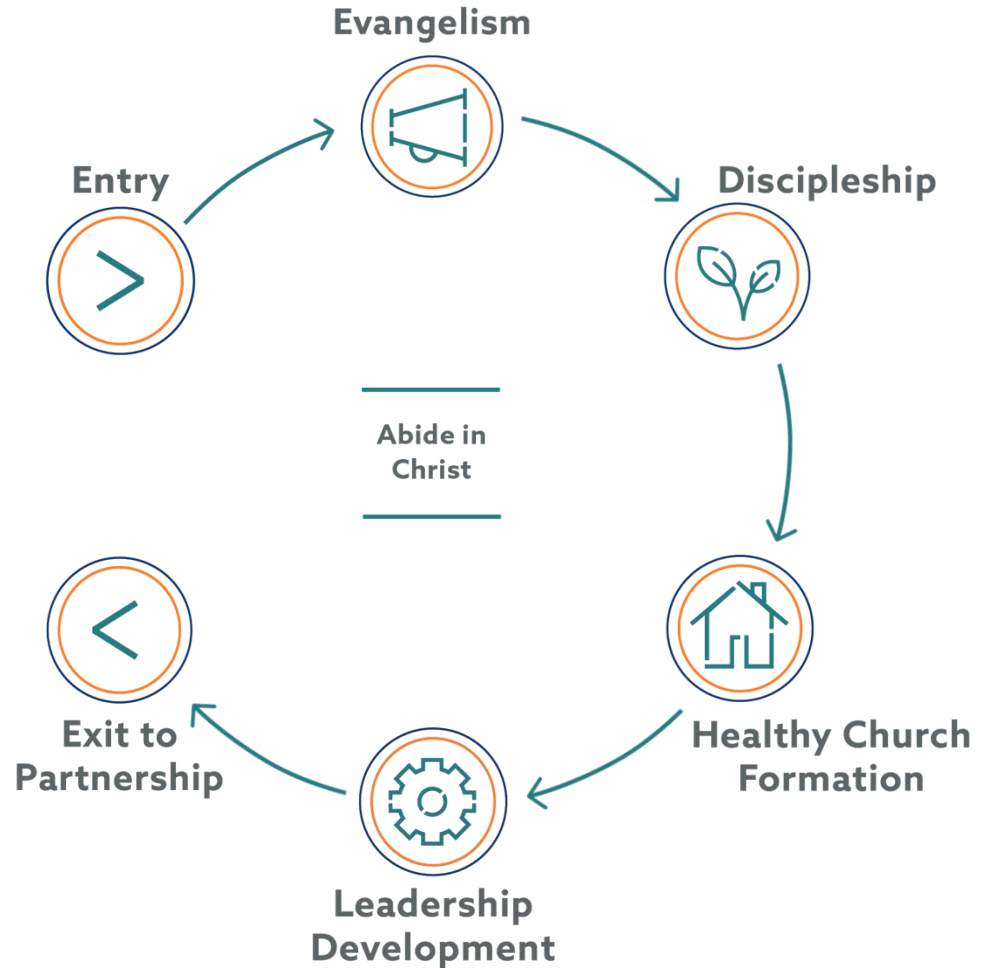 Evangelism
Entry
Discipleship
Abide in
Christ
Healthy Church
Formation
Leadership
Development
Exit to
Partnership